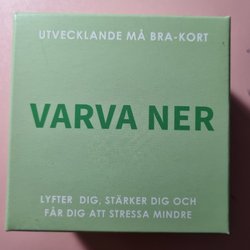 UTVECKLANDE MÅ BRA-KORT
VARVA NER
LYFTER DIG, STÄRKER DIG OCH
FÅR DIG ATT STRESSA MINDRE